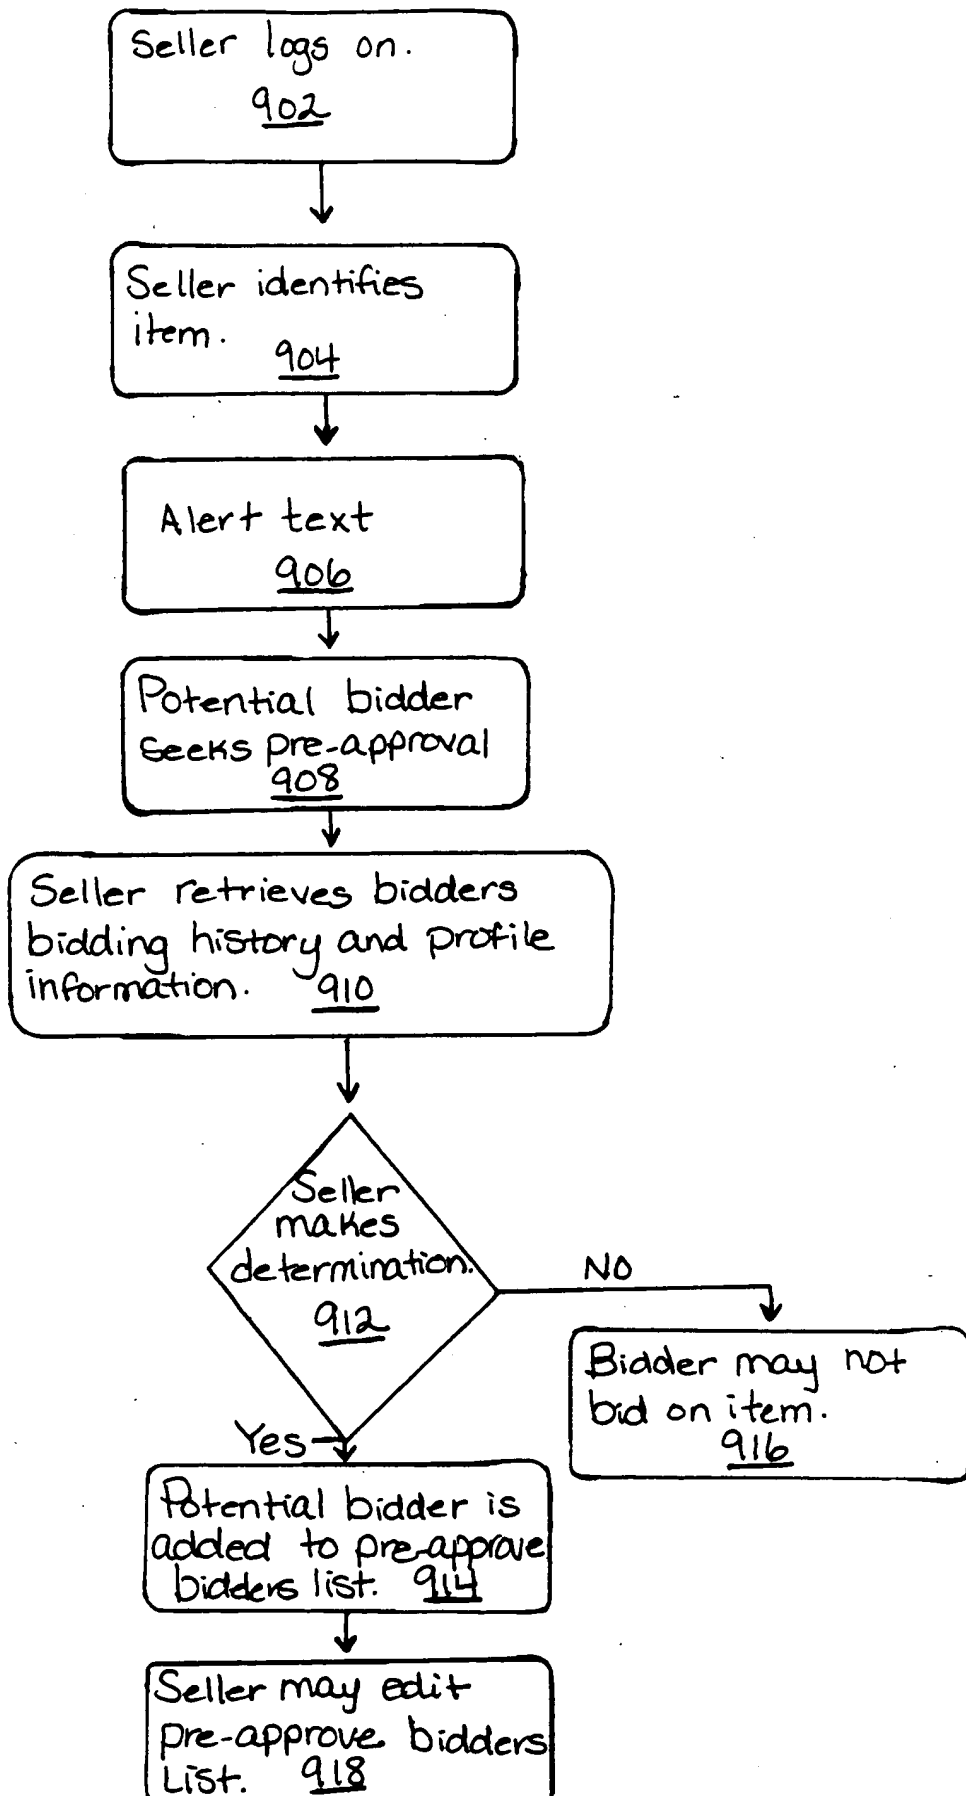 Seller logs on.
902
Seller identifies
item.
904
Alert text
906
Potential bidder
seeks pre-approval
908
Seller retrieves bidders
bidding history and profile
information. 910
Seller
makes
determination.
912
NO
Bidder may not
bid on item.
916
Yes
Potential bidder is
added to pre-approve
bidders list. 914
Seller may edit
pre-approve bidders
List. 918